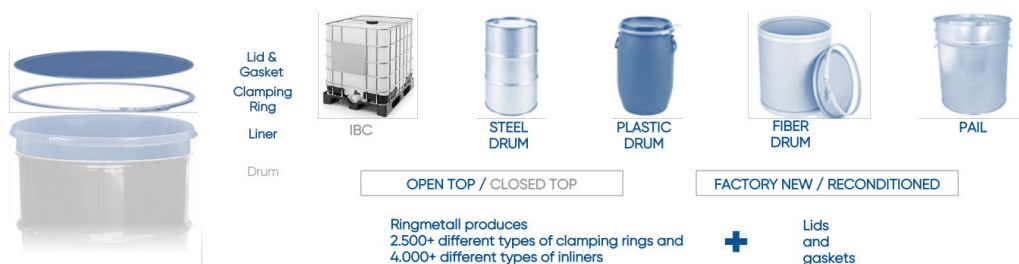 Lid &
Gasket
Clamping
Ring
Liner
Drum
IBC
STEEL
DRUM
PLASTIC
DRUM
FIBER
DRUM
PAIL
OPEN TOP / CLOSED TOP
FACTORY NEW / RECONDITIONED
Ringmetall produces
2.500+ different types of clamping rings and
4.000+ different types of inliners
+
Lids
and
gaskets